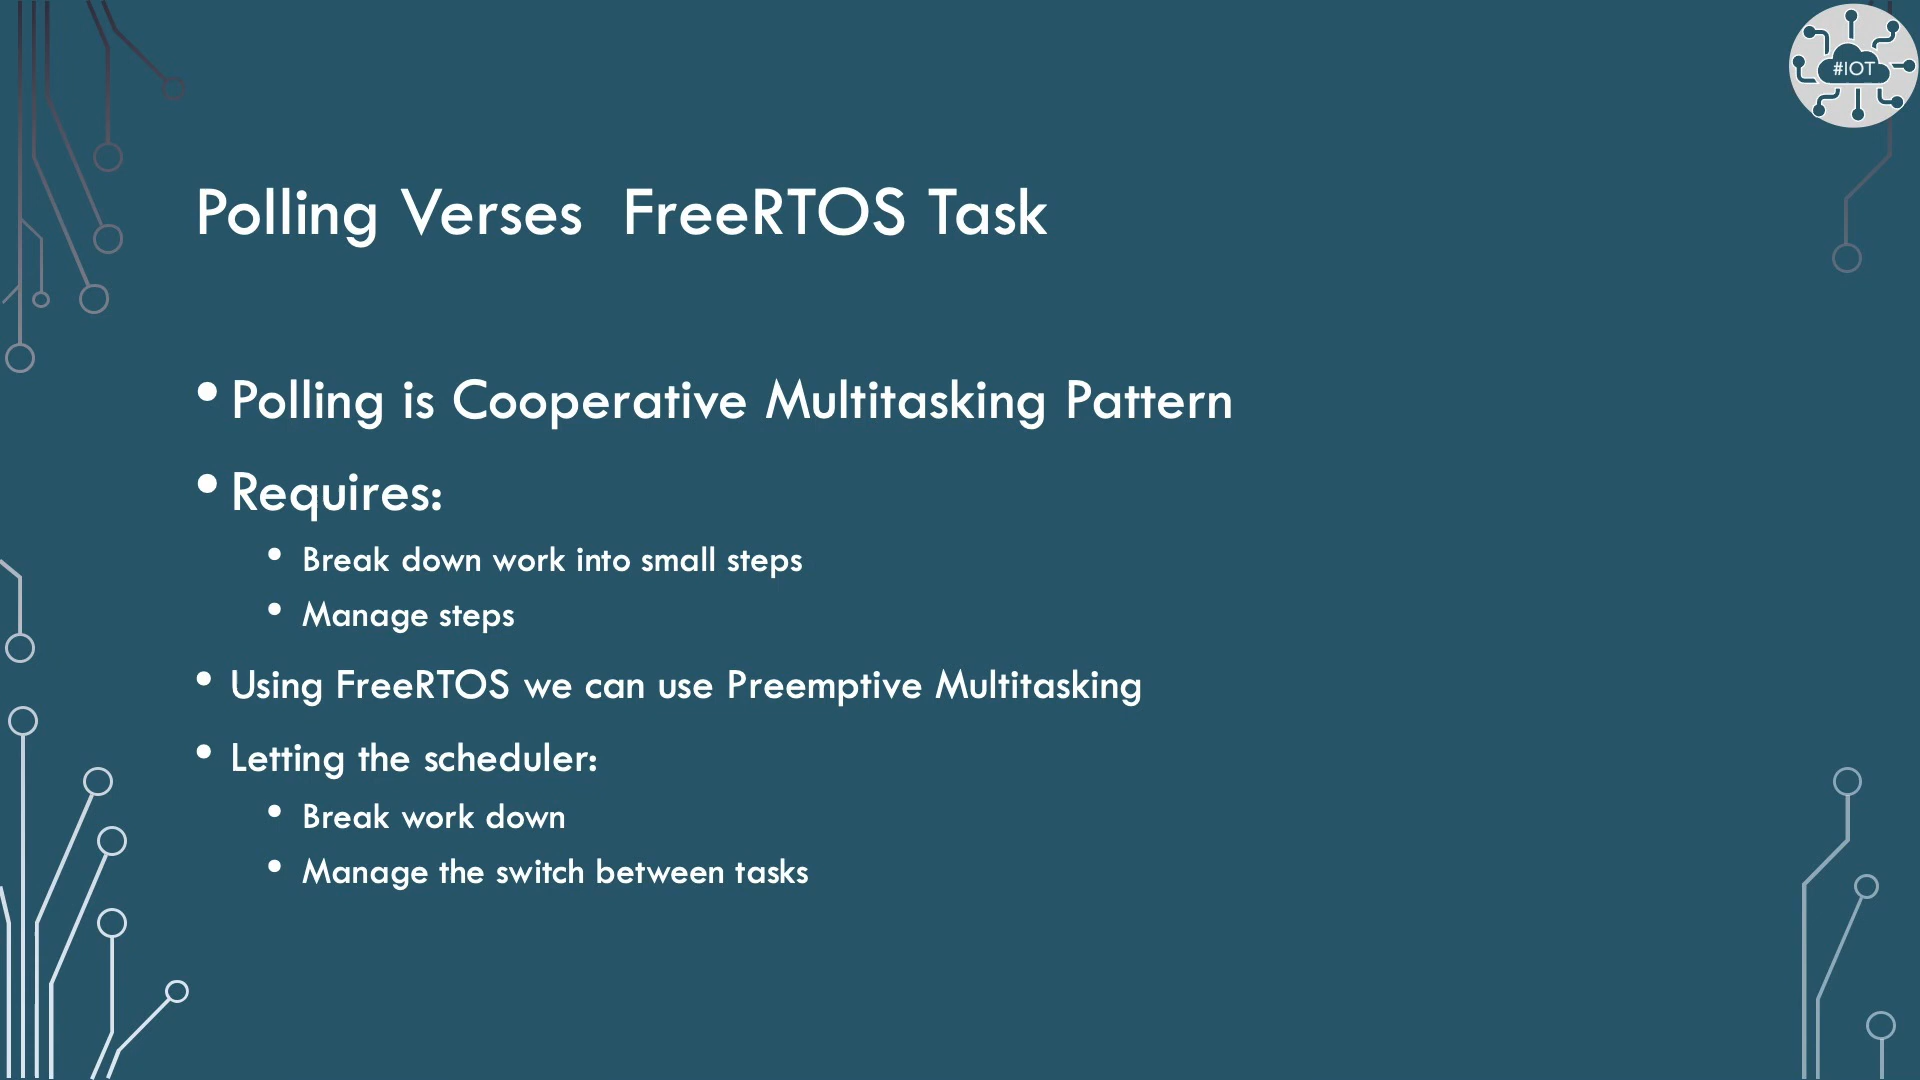 #IOT
Polling Verses FreeRTOS Task
• Polling is Cooperative Multitasking Pattern
• Requires:
• Break down work into small steps
• Manage steps
• Using FreeRTOS we can use Preemptive Multitasking
• Letting the scheduler:
• Break work down
• Manage the switch between tasks